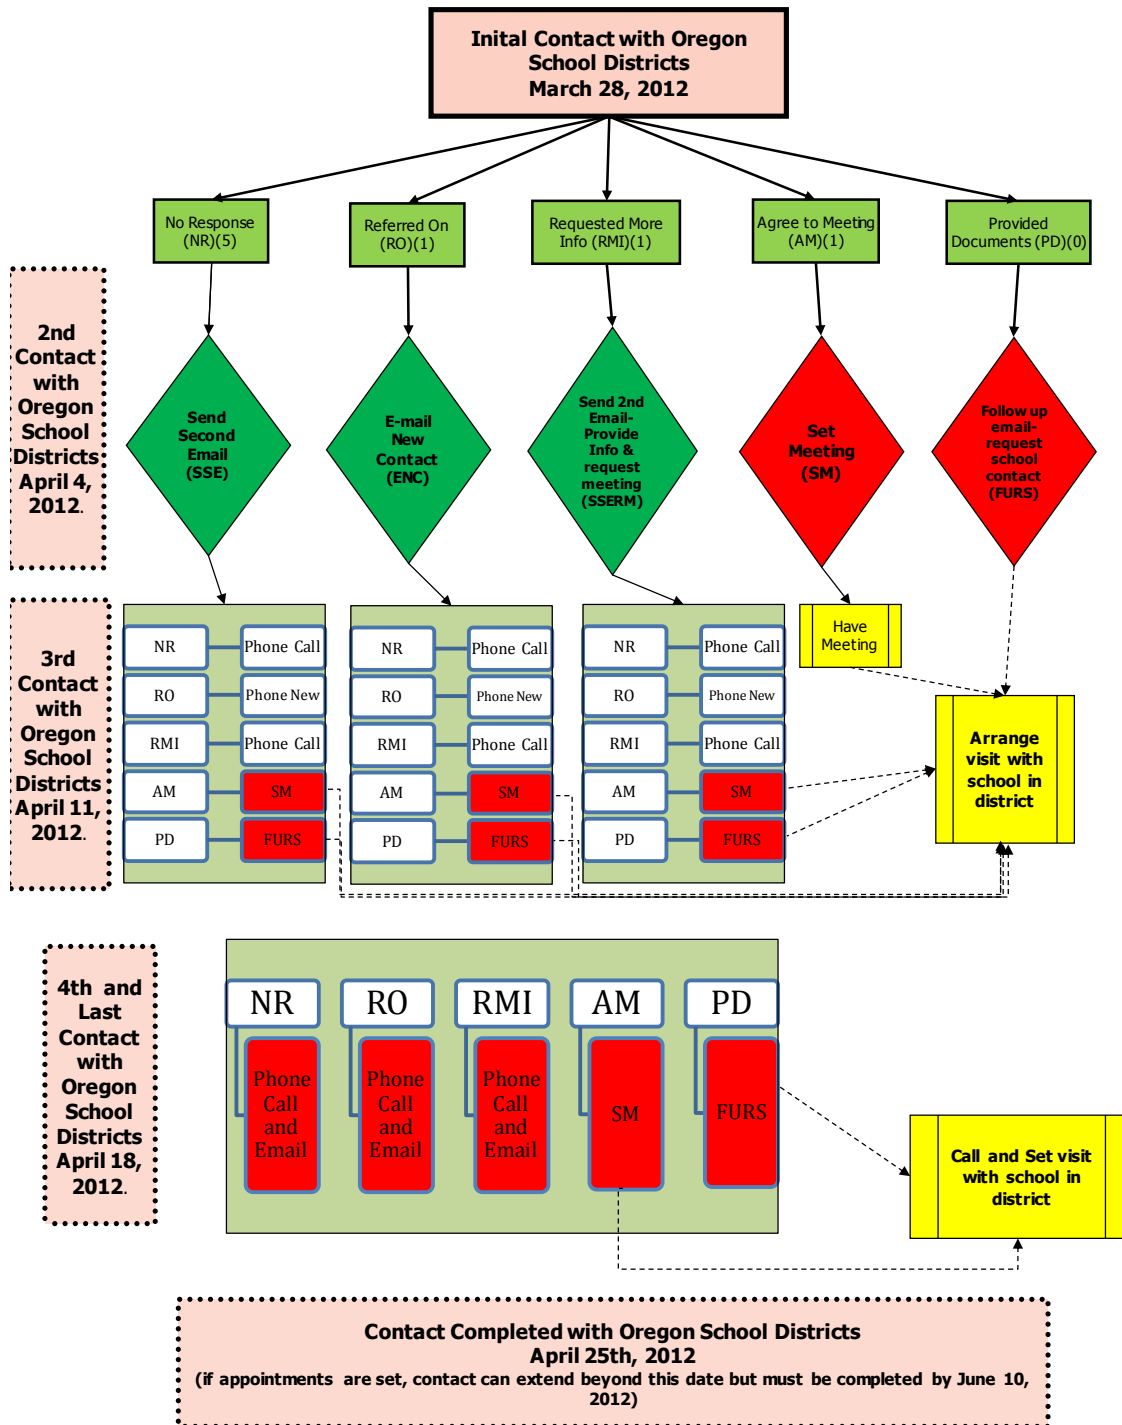 Inital Contact with Oregon
School Districts
March 28, 2012
No Response
(NR)(5)
Referred On
(RO)(1)
Requested More
Info (RMI)(1)
Agree to Meeting
(AM)(1)
Provided
Documents (PD)(0)
2nd
Contact
with
Oregon
School
Districts
April 4,
2012.
Send
Second
Email
(SSE)
E-mail
New
Contact
(ENC)
Send 2nd
Email-
Provide
Info &
request
meeting
(SSERM)
Set
Meeting
(SM)
Follow up
email-
request
school
contact
(FURS)
3rd
Contact
with
Oregon
School
Districts
April 11,
2012.
NR Phone Call
RO Phone New
RMI Phone Call
AM SM
PD FURS
NR Phone Call
RO Phone New
RMI Phone Call
AM SM
PD FURS
NR Phone Call
RO Phone New
RMI Phone Call
AM SM
PD FURS
Have
Meeting
Arrange
visit with
school in
district
4th and
Last
Contact
with
Oregon
School
Districts
April 18,
2012.
NR RO RMI AM PD
Phone
Call
and
Email
Phone
Call
and
Email
Phone
Call
and
Email
SM
FURS
Call and Set visit
with school in
district
Contact Completed with Oregon School Districts
April 25th, 2012
(if appointments are set, contact can extend beyond this date but must be completed by June 10,
2012)